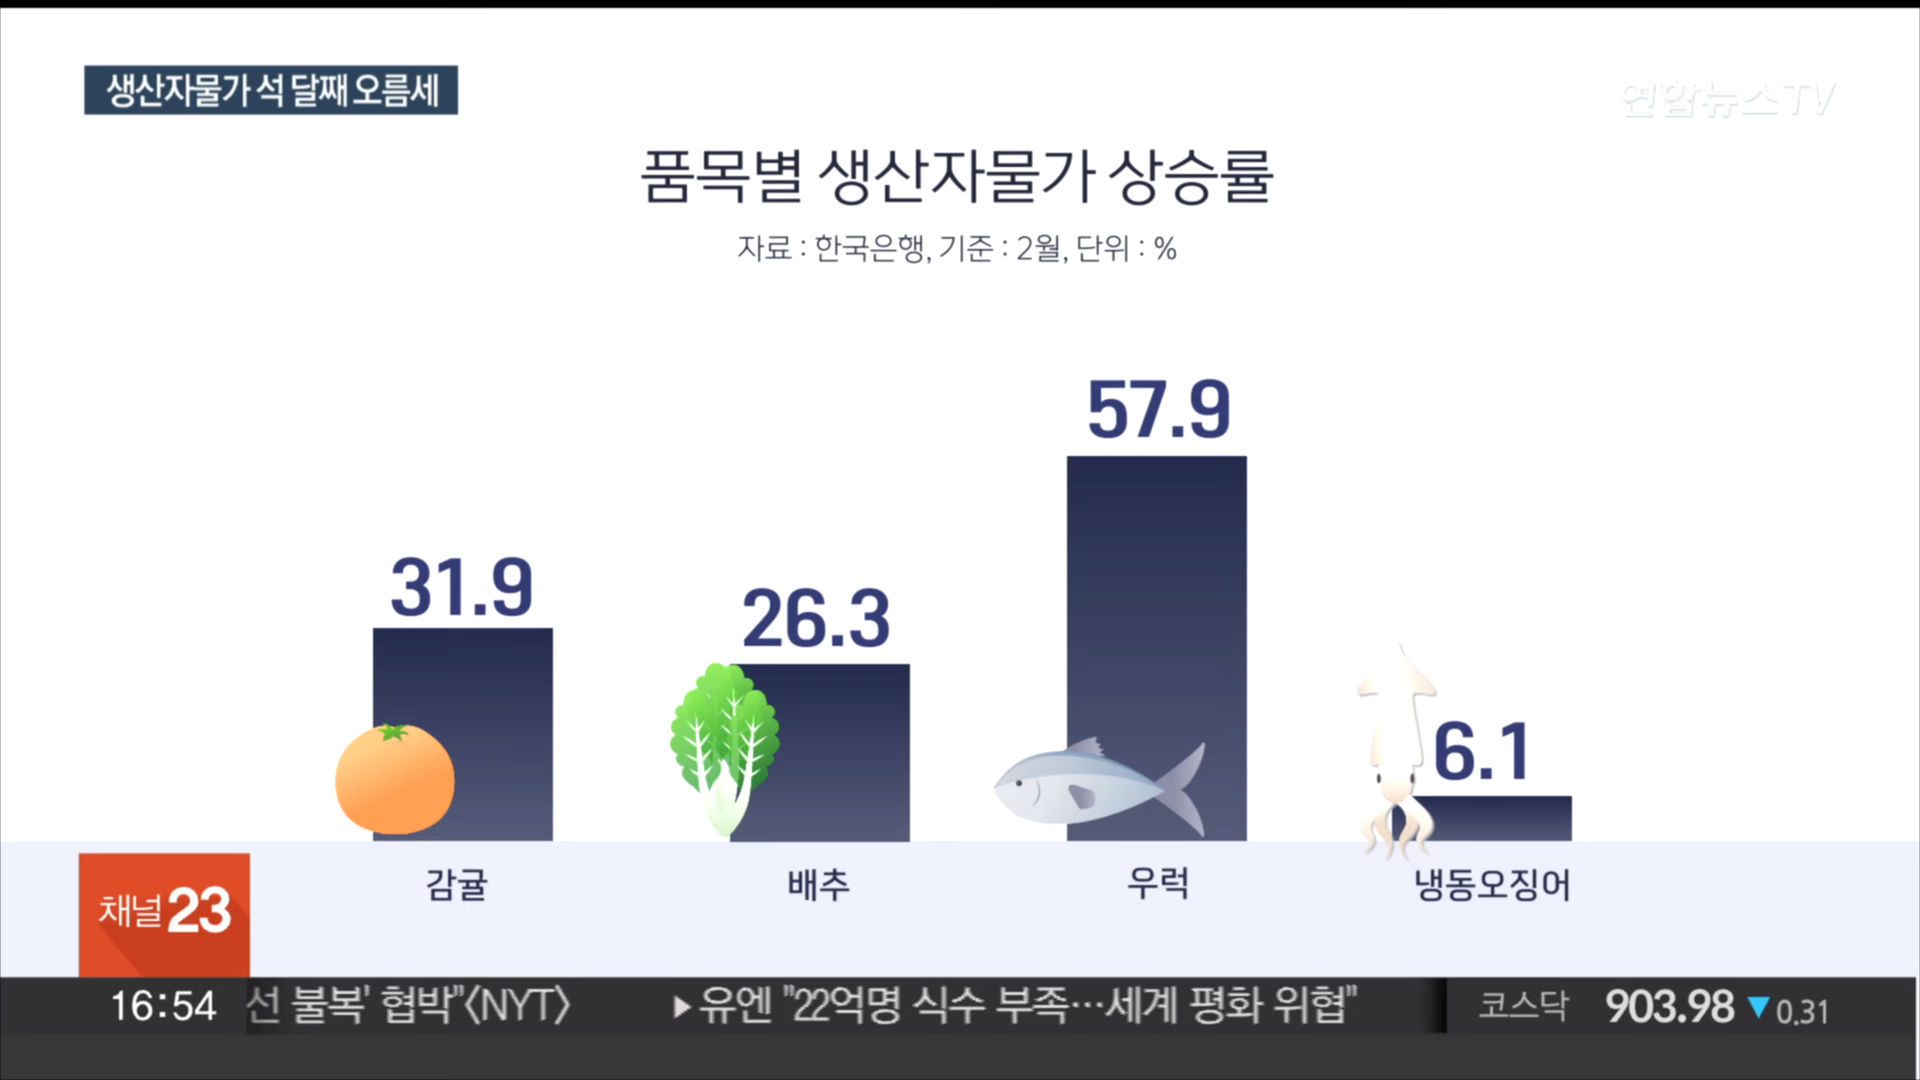 생산자물가 석 달째 오름세
연합뉴스TV
품목별 생산자물가 상승률
자료 : 한국은행, 기준 : 2월, 단위 : %
31.9
26.3
57.9
6.1
감귤
배추
우럭
냉동오징어
채널 23
16:54 선 불복' 협박"〈NYT〉 ▶유엔 "22억명 식수 부족…세계 평화 위협" 코스닥 903.98 ▼0.31